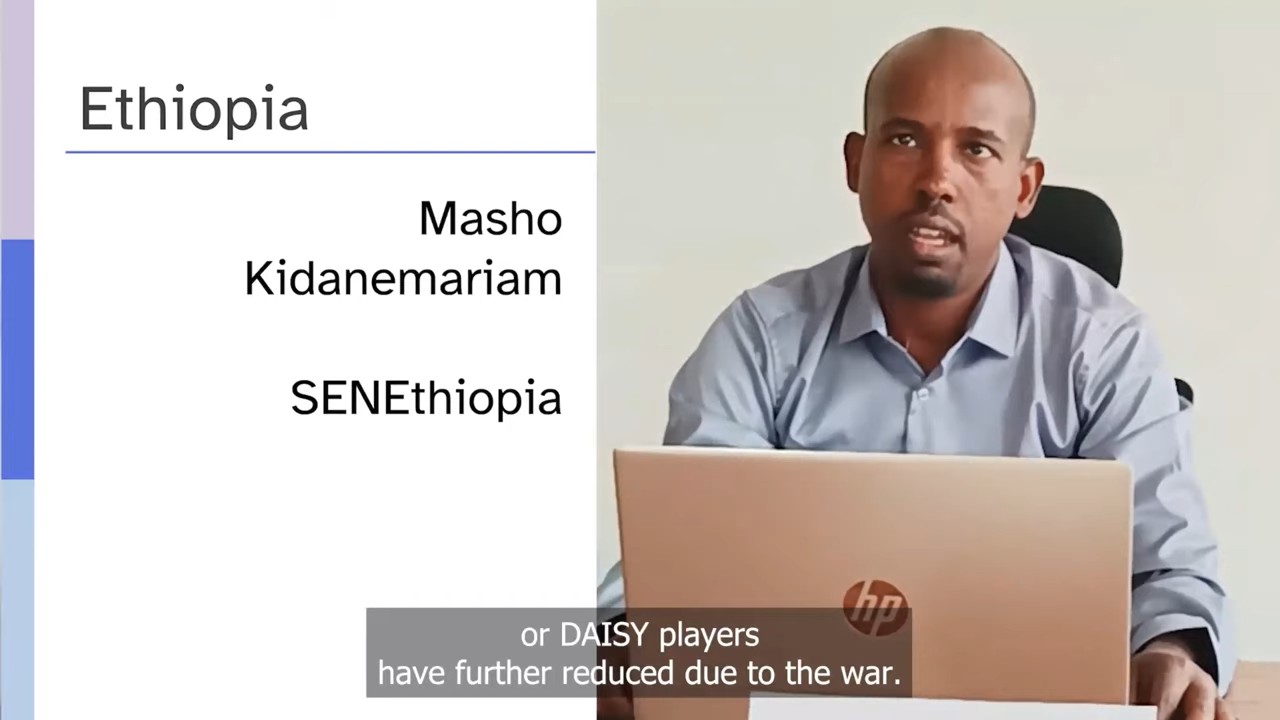 Ethiopia
Masho
Kidanemariam
SENEthiopia
hp
or DAISY players
have further reduced due to the war.